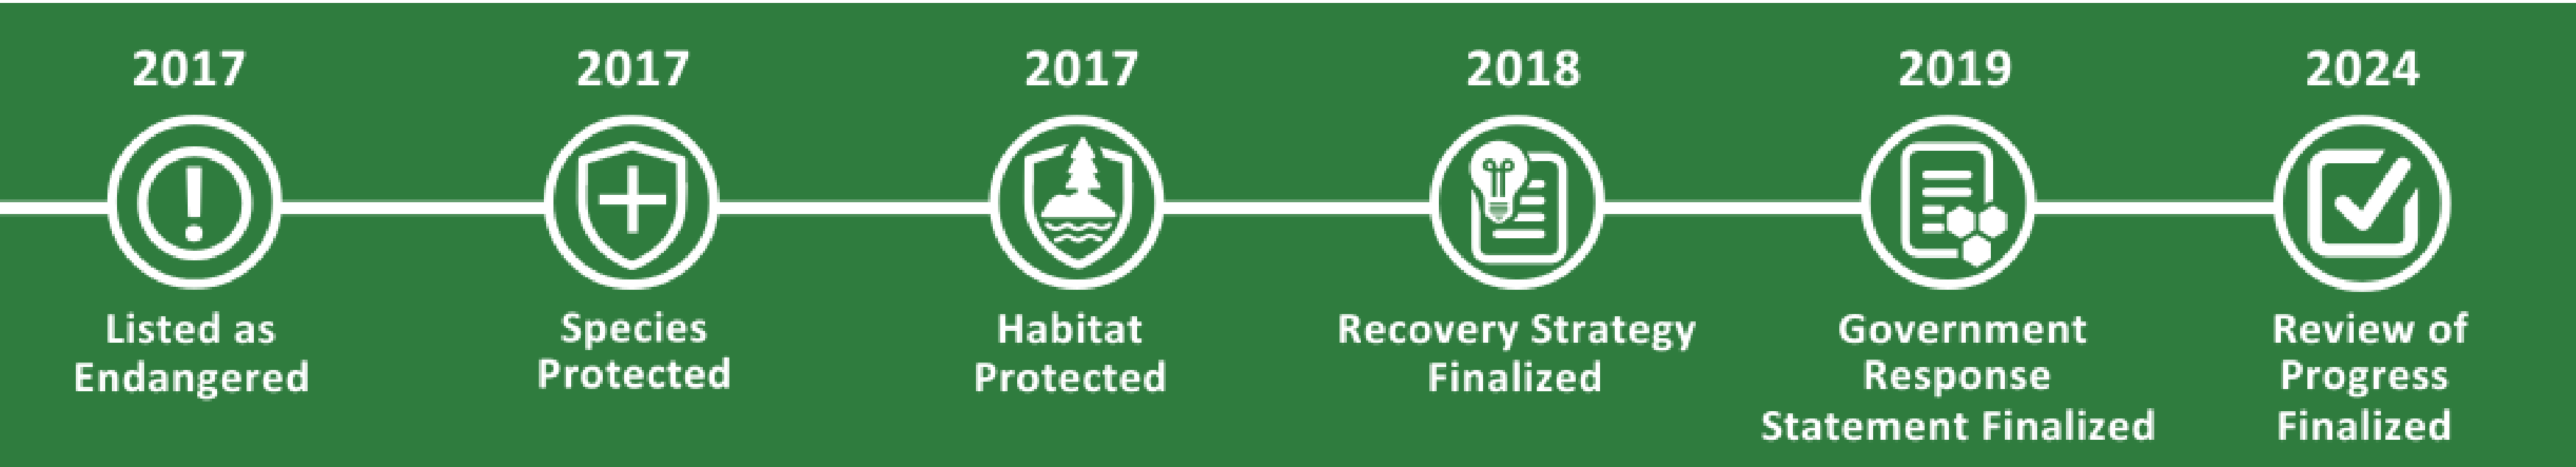 2017
Listed as
Endangered
2017
Species
Protected
2017
Habitat
Protected
2018
Recovery Strategy
Finalized
2019
Government
Response
Statement Finalized
2024
Review of
Progress
Finalized